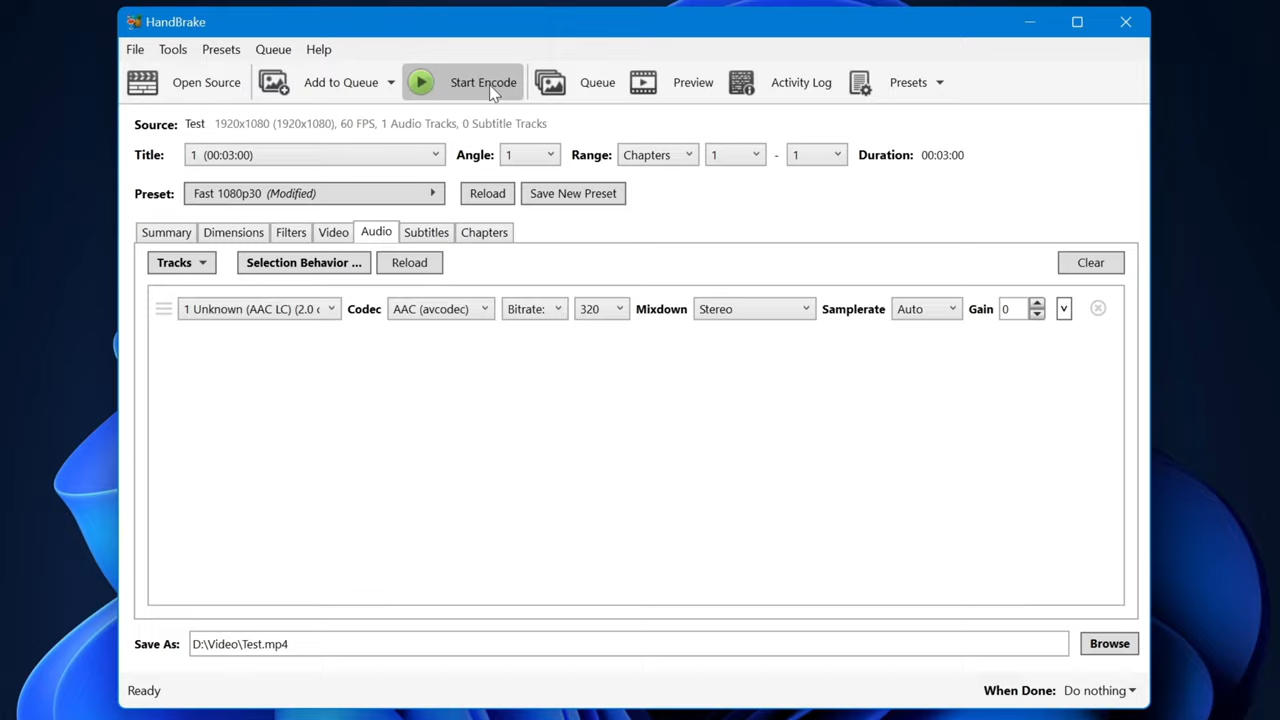 HandBrake
File Tools Presets Queue Help
Open Source Add to Queue Start Encode Queue Preview Activity Log Presets
Source: Test 1920x1080 (1920x1080), 60 FPS, 1 Audio Tracks, 0 Subtitle Tracks
Title: 1 (00:03:00) Angle: 1 Range: Chapters 1 - 1 Duration: 00:03:00
Preset: Fast 1080p30 (Modified) Reload Save New Preset
Summary Dimensions Filters Video Audio Subtitles Chapters
Tracks Selection Behavior ... Reload Clear
1 Unknown (AAC LC) (2.0 c Codec AAC (avcodec) Bitrate: 320 Mixdown Stereo Samplerate Auto Gain 0 v
Save As: D:\Video\Test.mp4 Browse
Ready When Done: Do nothing